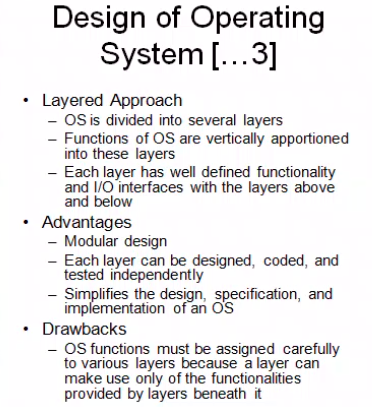 Design of Operating
System […3]
• Layered Approach
– OS is divided into several layers
– Functions of OS are vertically apportioned
into these layers
– Each layer has well defined functionality
and I/O interfaces with the layers above
and below
• Advantages
– Modular design
– Each layer can be designed, coded, and
tested independently
– Simplifies the design, specification, and
implementation of an OS
• Drawbacks
– OS functions must be assigned carefully
to various layers because a layer can
make use only of the functionalities
provided by layers beneath it